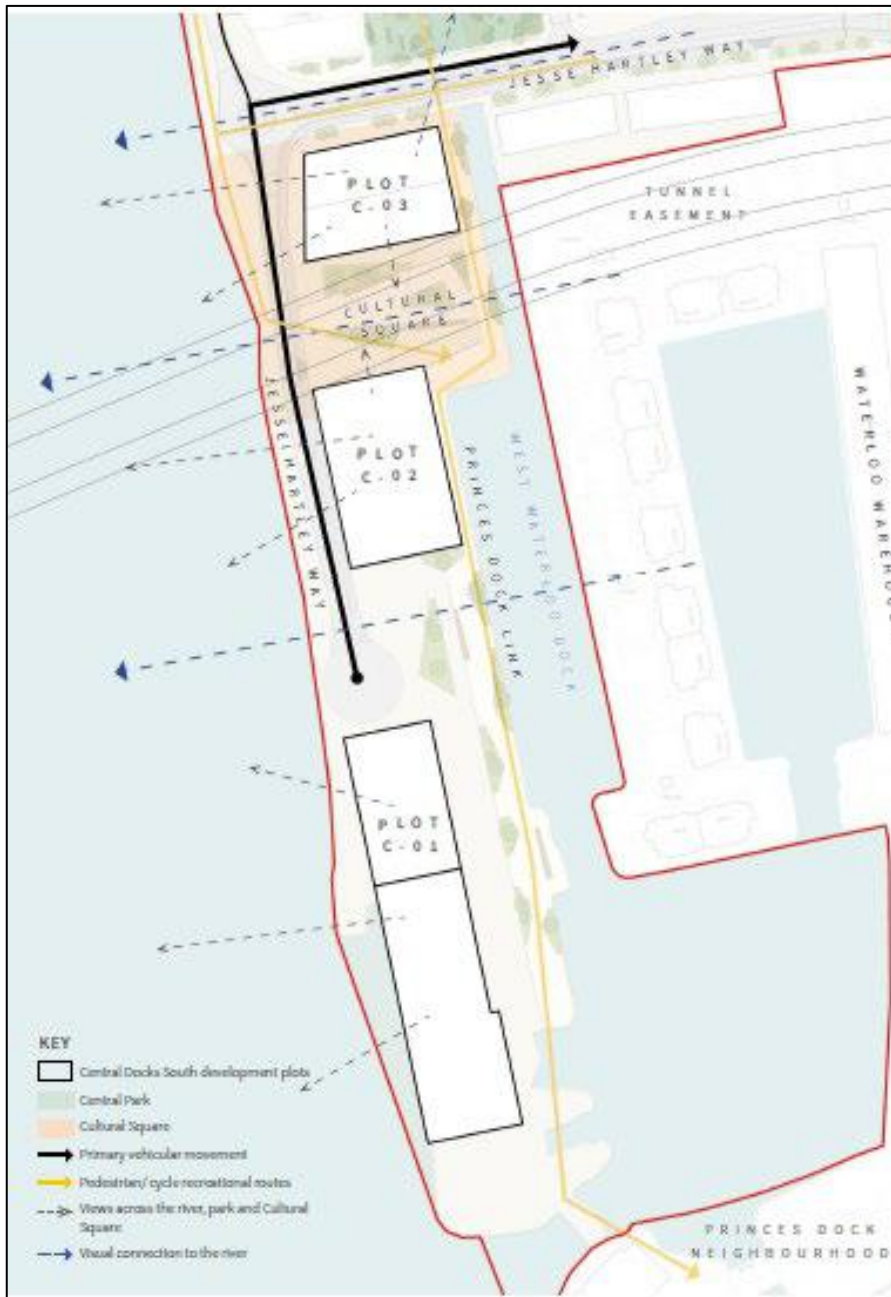 JESSE HARTLEY WAY
PLOT
C-03
TUNNEL
EASEMENT
CULTURAL
SQUARE
JESSE HARTLEY WAY
PLOT
C-02
PRINCES DOCK LINK
WEST WATERLOO DOCK
WATERLOO
PLOT
C-01
KEY
Central Docks South development plots
Central Park
Cultural Square
Primary vehicular movement
Pedestrian/ cycle recreational routes
Views across the river, park and Cultural
Square
Visual connection to the river
PRINCES DOCK
NEIGHBOURHOOD